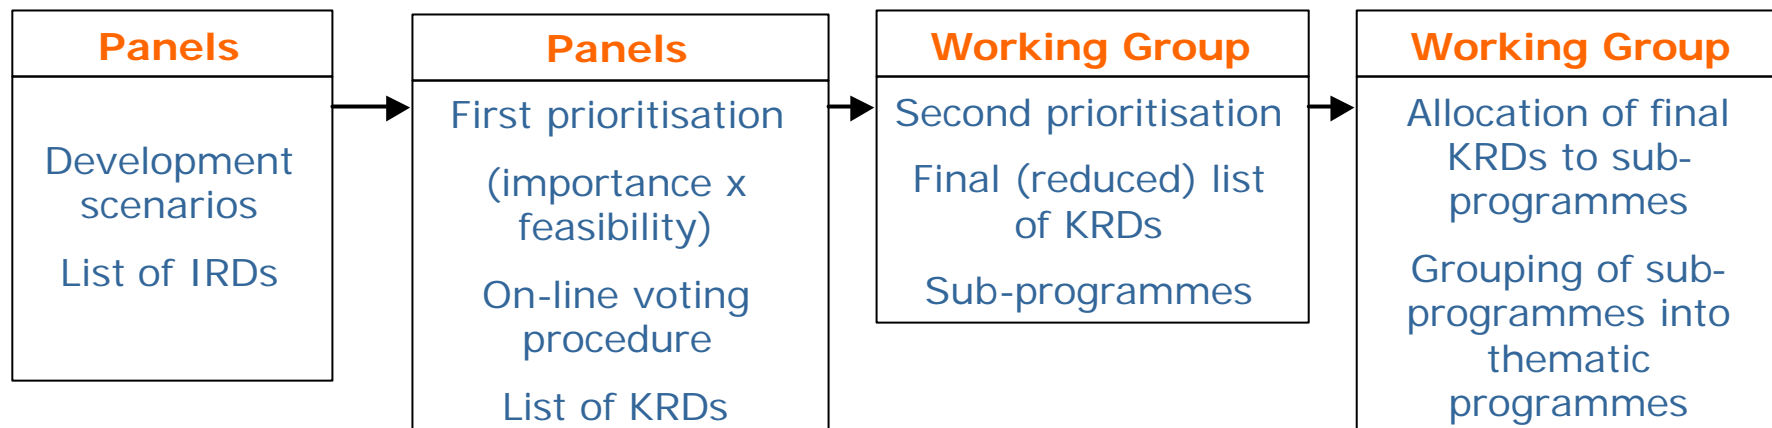 Panels
Development
scenarios
List of IRDs
Panels
First prioritisation
(importance x
feasibility)
On-line voting
procedure
List of KRDs
Working Group
Second prioritisation
Final (reduced) list
of KRDs
Sub-programmes
Working Group
Allocation of final
KRDs to sub-
programmes
Grouping of sub-
programmes into
thematic
programmes